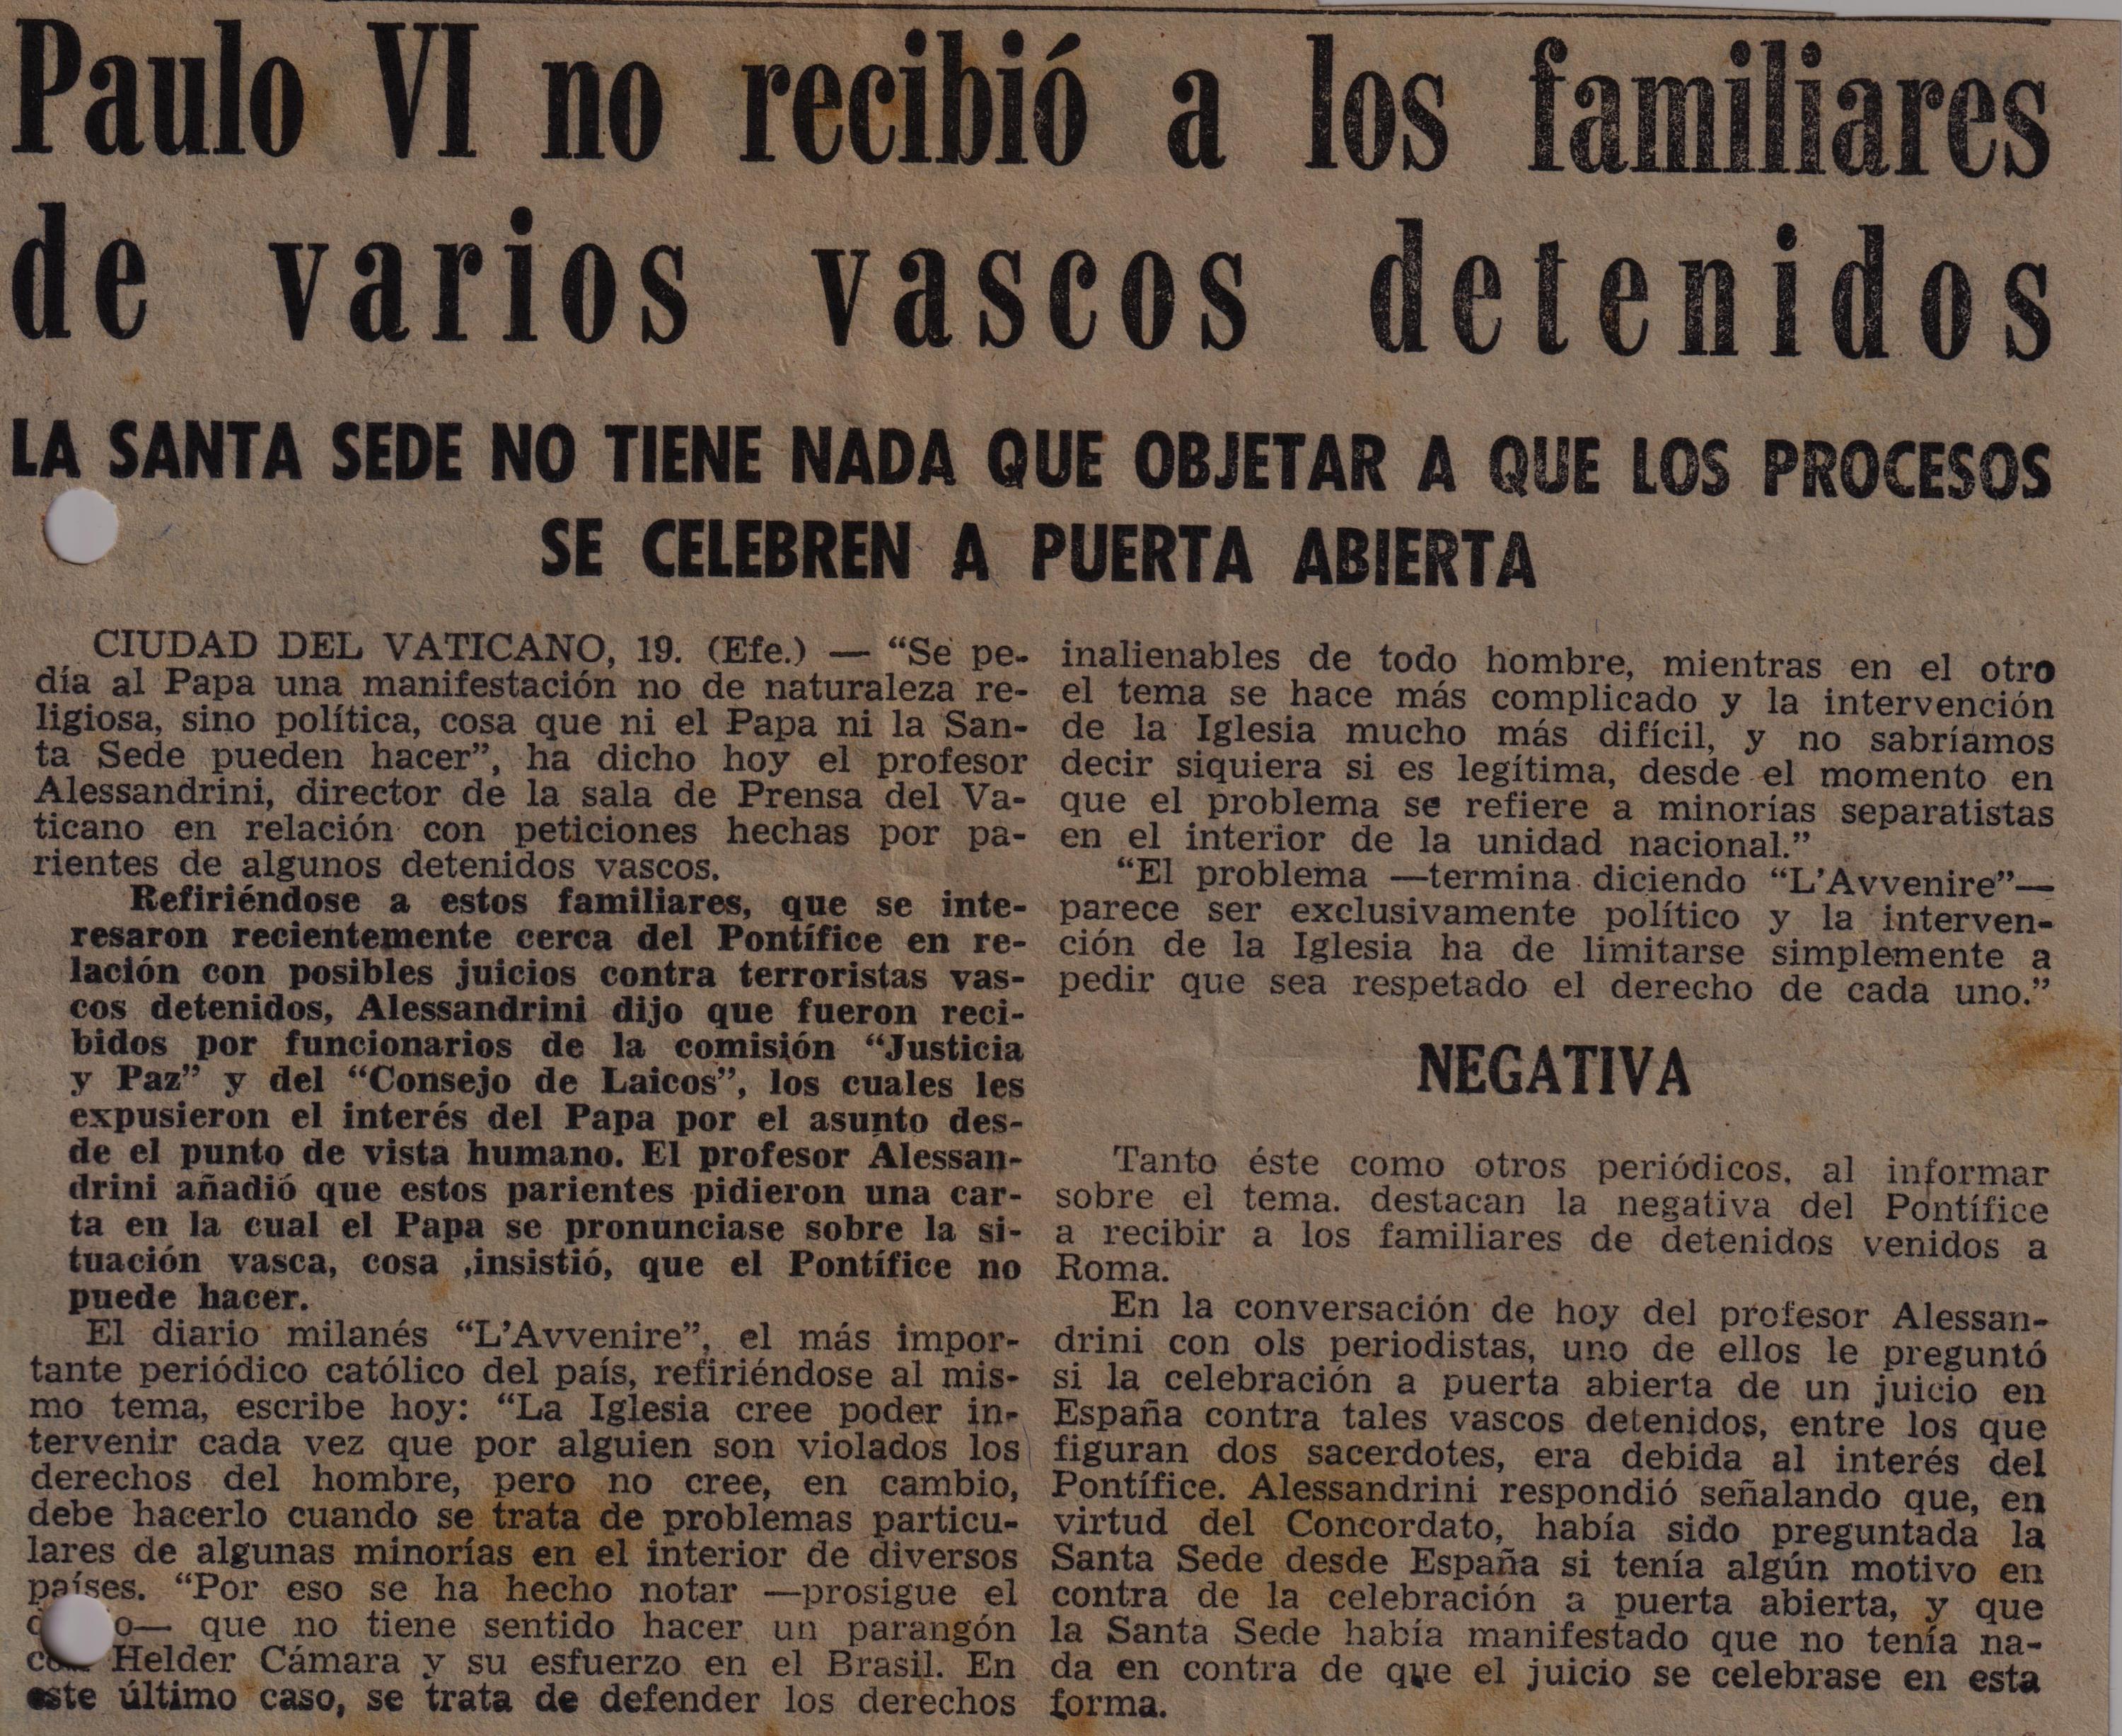 Paulo VI no recibió a los familiares
de varios vascos detenidos
LA SANTA SEDE NO TIENE NADA QUE OBJETAR A QUE LOS PROCESOS
SE CELEBREN A PUERTA ABIERTA
CIUDAD DEL VATICANO, 19. (Efe.) — “Se pe-
día al Papa una manifestación no de naturaleza re-
ligiosa, sino política, cosa que ni el Papa ni la San-
ta Sede pueden hacer”, ha dicho hoy el profesor
Alessandrini, director de la sala de Prensa del Va-
ticano en relación con peticiones hechas por pa-
rientes de algunos detenidos vascos.
Refiriéndose a estos familiares, que se inte-
resaron recientemente cerca del Pontífice en re-
lación con posibles juicios contra terroristas vas-
cos detenidos, Alessandrini dijo que fueron reci-
bidos por funcionarios de la comisión “Justicia
y Paz” y del “Consejo de Laicos”, los cuales les
expusieron el interés del Papa por el asunto des-
de el punto de vista humano. El profesor Alessan-
drini añadió que estos parientes pidieron una car-
ta en la cual el Papa se pronunciase sobre la si-
tuación vasca, cosa ,insistió, que el Pontífice no
puede hacer.
El diario milanés “L’Avvenire”, el más impor-
tante periódico católico del país, refiriéndose al mis-
mo tema, escribe hoy: “La Iglesia cree poder in-
tervenir cada vez que por alguien son violados los
derechos del hombre, pero no cree, en cambio,
debe hacerlo cuando se trata de problemas particu-
lares de algunas minorías en el interior de diversos
países. “Por eso se ha hecho notar —prosigue el
o— que no tiene sentido hacer un parangón
Helder Cámara y su esfuerzo en el Brasil. En
este último caso, se trata de defender los derechos
inalienables de todo hombre, mientras en el otro
el tema se hace más complicado y la intervención
de la Iglesia mucho más difícil, y no sabríamos
decir siquiera si es legítima, desde el momento en
que el problema se refiere a minorías separatistas
en el interior de la unidad nacional.”
“El problema —termina diciendo “L’Avvenire”—
parece ser exclusivamente político y la interven-
ción de la Iglesia ha de limitarse simplemente a
pedir que sea respetado el derecho de cada uno.”
NEGATIVA
Tanto éste como otros periódicos, al informar
sobre el tema. destacan la negativa del Pontífice
a recibir a los familiares de detenidos venidos a
Roma.
En la conversación de hoy del profesor Alessan-
drini con ols periodistas, uno de ellos le preguntó
si la celebración a puerta abierta de un juicio en
España contra tales vascos detenidos, entre los que
figuran dos sacerdotes, era debida al interés del
Pontífice. Alessandrini respondió señalando que, en
virtud del Concordato, había sido preguntada la
Santa Sede desde España si tenía algún motivo en
contra de la celebración a puerta abierta, y que
la Santa Sede había manifestado que no tenía na-
da en contra de que el juicio se celebrase en esta
forma.